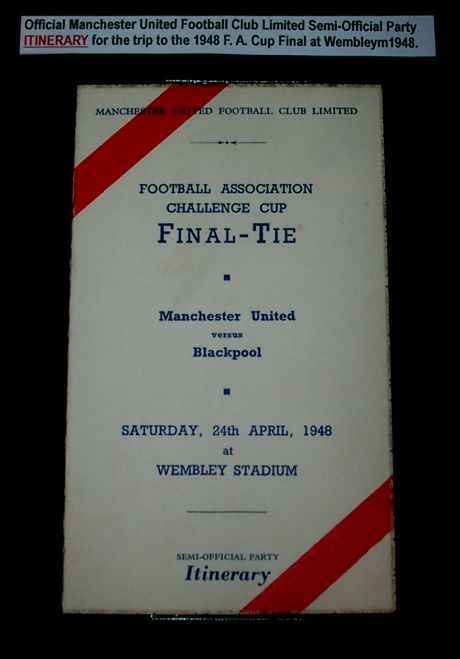 Official Manchester United Football Club Limited Semi-Official Party
ITINERARY for the trip to the 1948 F. A. Cup Final at Wembleym1948.
MANCHESTER UNITED FOOTBALL CLUB LIMITED
FOOTBALL ASSOCIATION
CHALLENGE CUP
FINAL-TIE
Manchester United
versus
Blackpool
SATURDAY, 24th APRIL, 1948
at
WEMBLEY STADIUM
SEMI-OFFICIAL PARTY
Itinerary